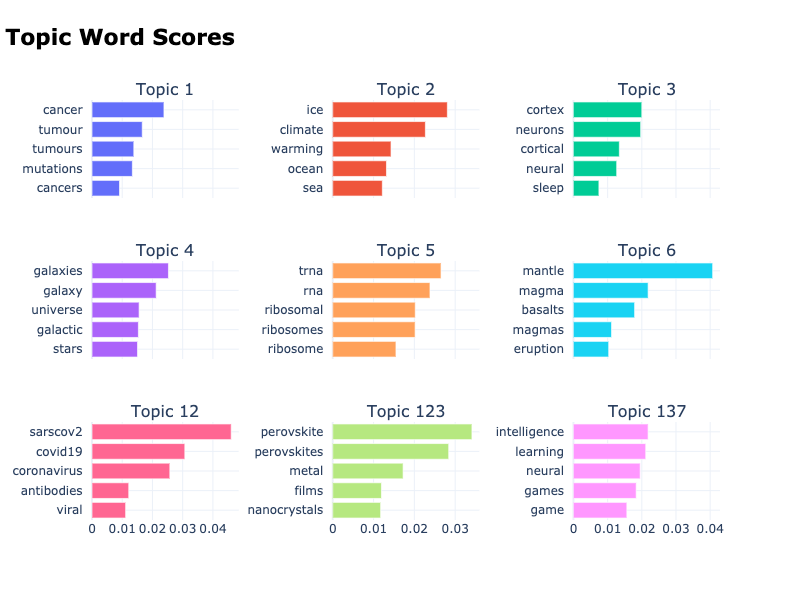 Topic Word Scores
Topic 1
cancer
tumour
tumours
mutations
cancers
Topic 2
ice
climate
warming
ocean
sea
Topic 3
cortex
neurons
cortical
neural
sleep
Topic 4
galaxies
galaxy
universe
galactic
stars
Topic 5
trna
rna
ribosomal
ribosomes
ribosome
Topic 6
mantle
magma
basalts
magmas
eruption
Topic 12
sarscov2
covid19
coronavirus
antibodies
viral
0 0.01 0.02 0.03 0.04
Topic 123
perovskite
perovskites
metal
films
nanocrystals
0 0.01 0.02 0.03
Topic 137
intelligence
learning
neural
games
game
0 0.01 0.02 0.03 0.04